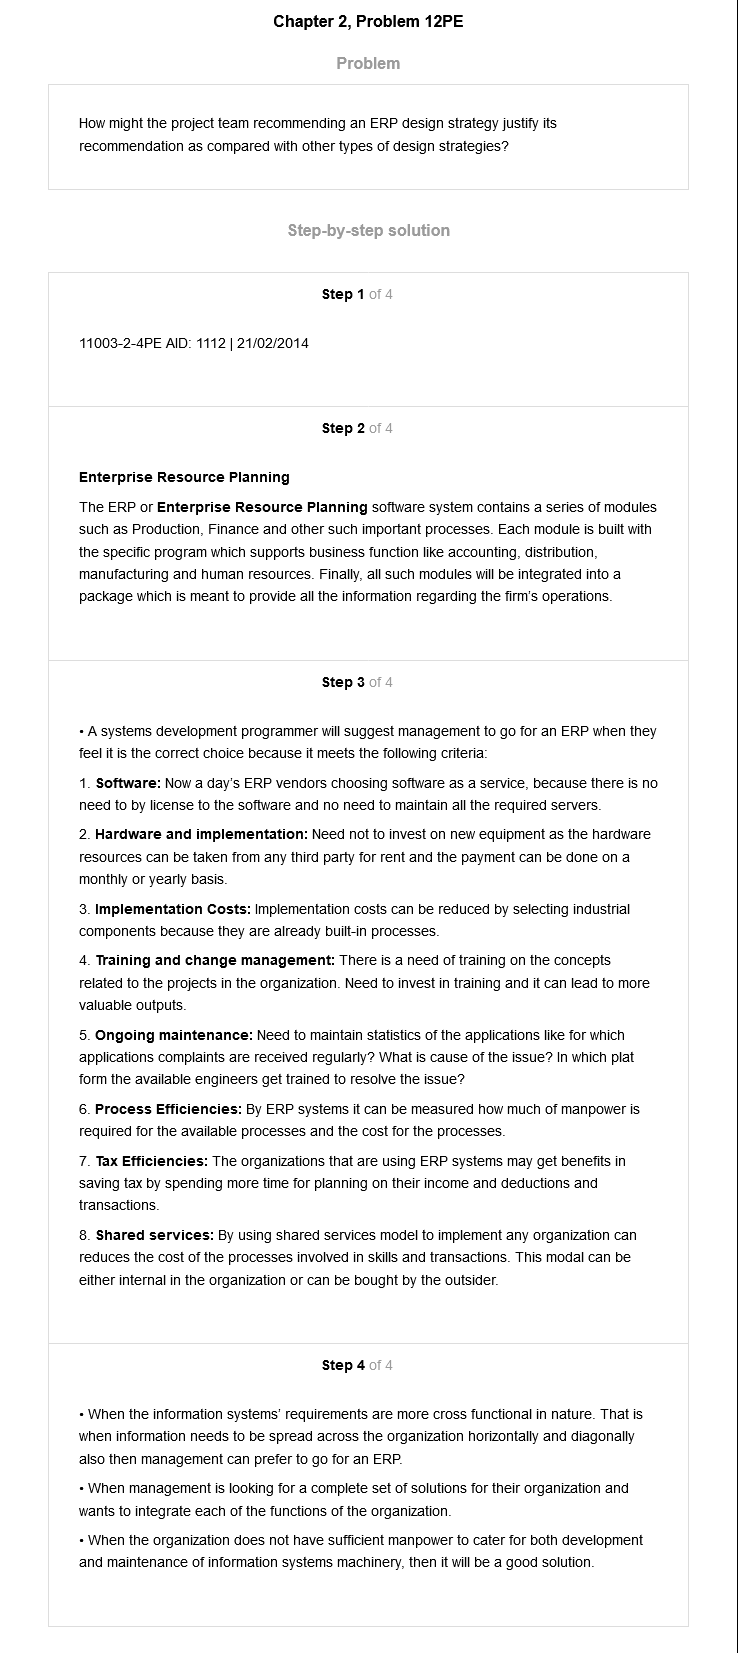 Chapter 2, Problem 12PE
Problem
How might the project team recommending an ERP design strategy justify its
recommendation as compared with other types of design strategies?
Step-by-step solution
Step 1 of 4
11003-2-4PE AID: 1112 | 21/02/2014
Step 2 of 4
Enterprise Resource Planning
The ERP or Enterprise Resource Planning software system contains a series of modules
such as Production, Finance and other such important processes. Each module is built with
the specific program which supports business function like accounting, distribution,
manufacturing and human resources. Finally, all such modules will be integrated into a
package which is meant to provide all the information regarding the firm's operations.
Step 3 of 4
• A systems development programmer will suggest management to go for an ERP when they
feel it is the correct choice because it meets the following criteria:
1. Software: Now a day's ERP vendors choosing software as a service, because there is no
need to by license to the software and no need to maintain all the required servers.
2. Hardware and implementation: Need not to invest on new equipment as the hardware
resources can be taken from any third party for rent and the payment can be done on a
monthly or yearly basis.
3. Implementation Costs: Implementation costs can be reduced by selecting industrial
components because they are already built-in processes.
4. Training and change management: There is a need of training on the concepts
related to the projects in the organization. Need to invest in training and it can lead to more
valuable outputs.
5. Ongoing maintenance: Need to maintain statistics of the applications like for which
applications complaints are received regularly? What is cause of the issue? In which plat
form the available engineers get trained to resolve the issue?
6. Process Efficiencies: By ERP systems it can be measured how much of manpower is
required for the available processes and the cost for the processes.
7. Tax Efficiencies: The organizations that are using ERP systems may get benefits in
saving tax by spending more time for planning on their income and deductions and
transactions.
8. Shared services: By using shared services model to implement any organization can
reduces the cost of the processes involved in skills and transactions. This modal can be
either internal in the organization or can be bought by the outsider.
Step 4 of 4
• When the information systems' requirements are more cross functional in nature. That is
when information needs to be spread across the organization horizontally and diagonally
also then management can prefer to go for an ERP.
• When management is looking for a complete set of solutions for their organization and
wants to integrate each of the functions of the organization.
• When the organization does not have sufficient manpower to cater for both development
and maintenance of information systems machinery, then it will be a good solution.